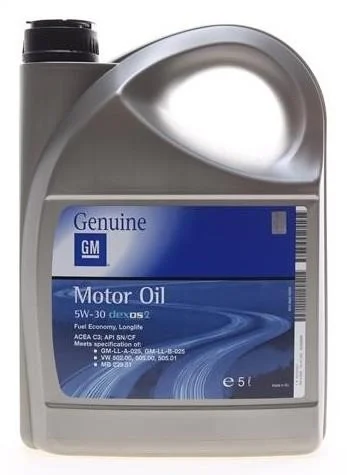 Genuine
GM
Motor Oil
5W-30 dexos2
Fuel Economy, Longlife
ACEA C3; API SN/CF
Meets specification of:
• GM-LL-A-025, GM-LL-B-025
• VW 502.00, 505.00, 505.01
• MB 229.51
e 5 ℓ